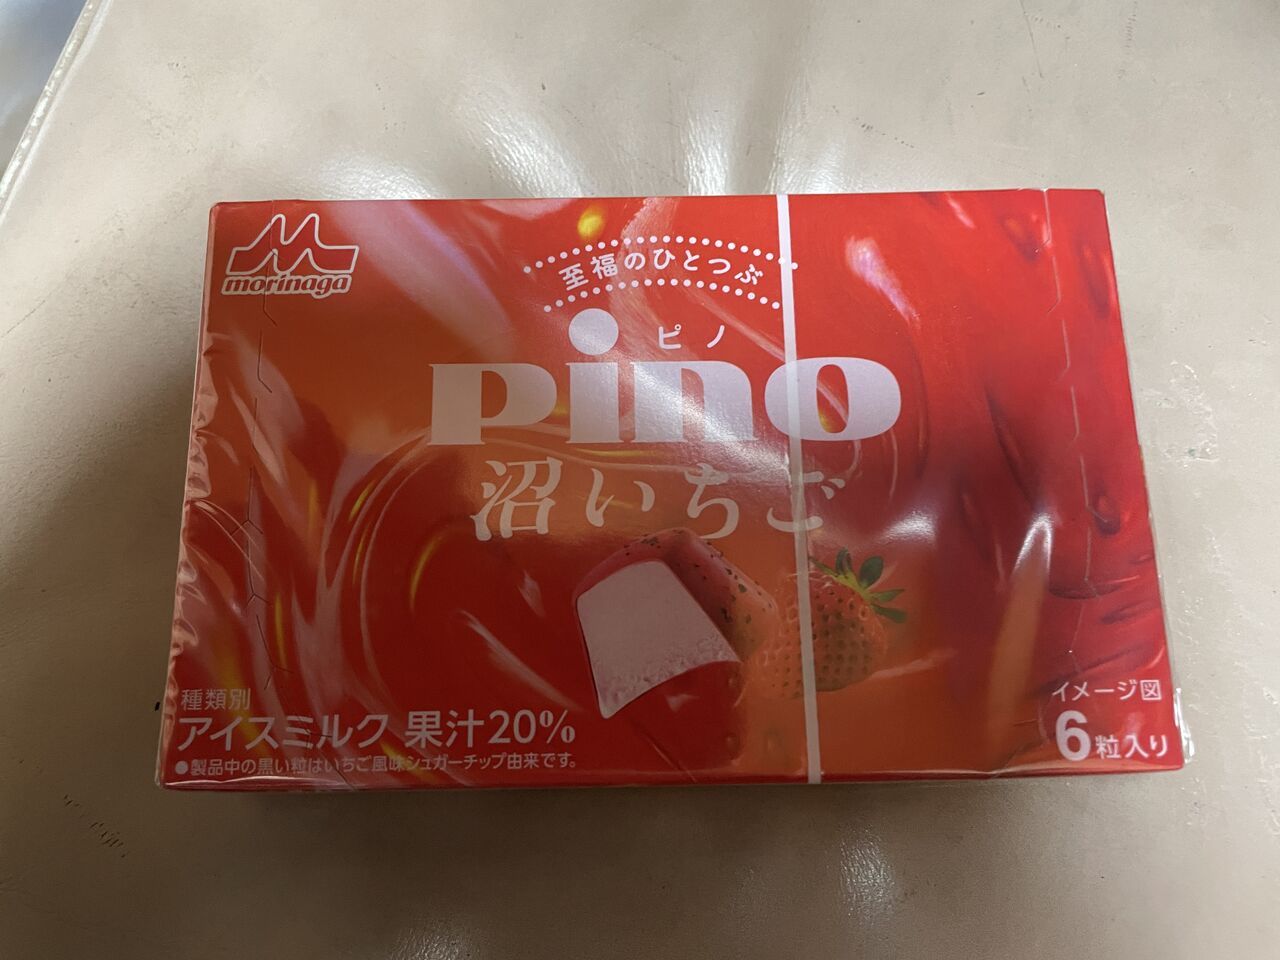 morinaga
至福のひとつぶ
ピノ
pino
沼いちご
種類別
アイスミルク 果汁20%
●製品中の黒い粒はいちご風味シュガーチップ由来です。
イメージ図
6粒入り